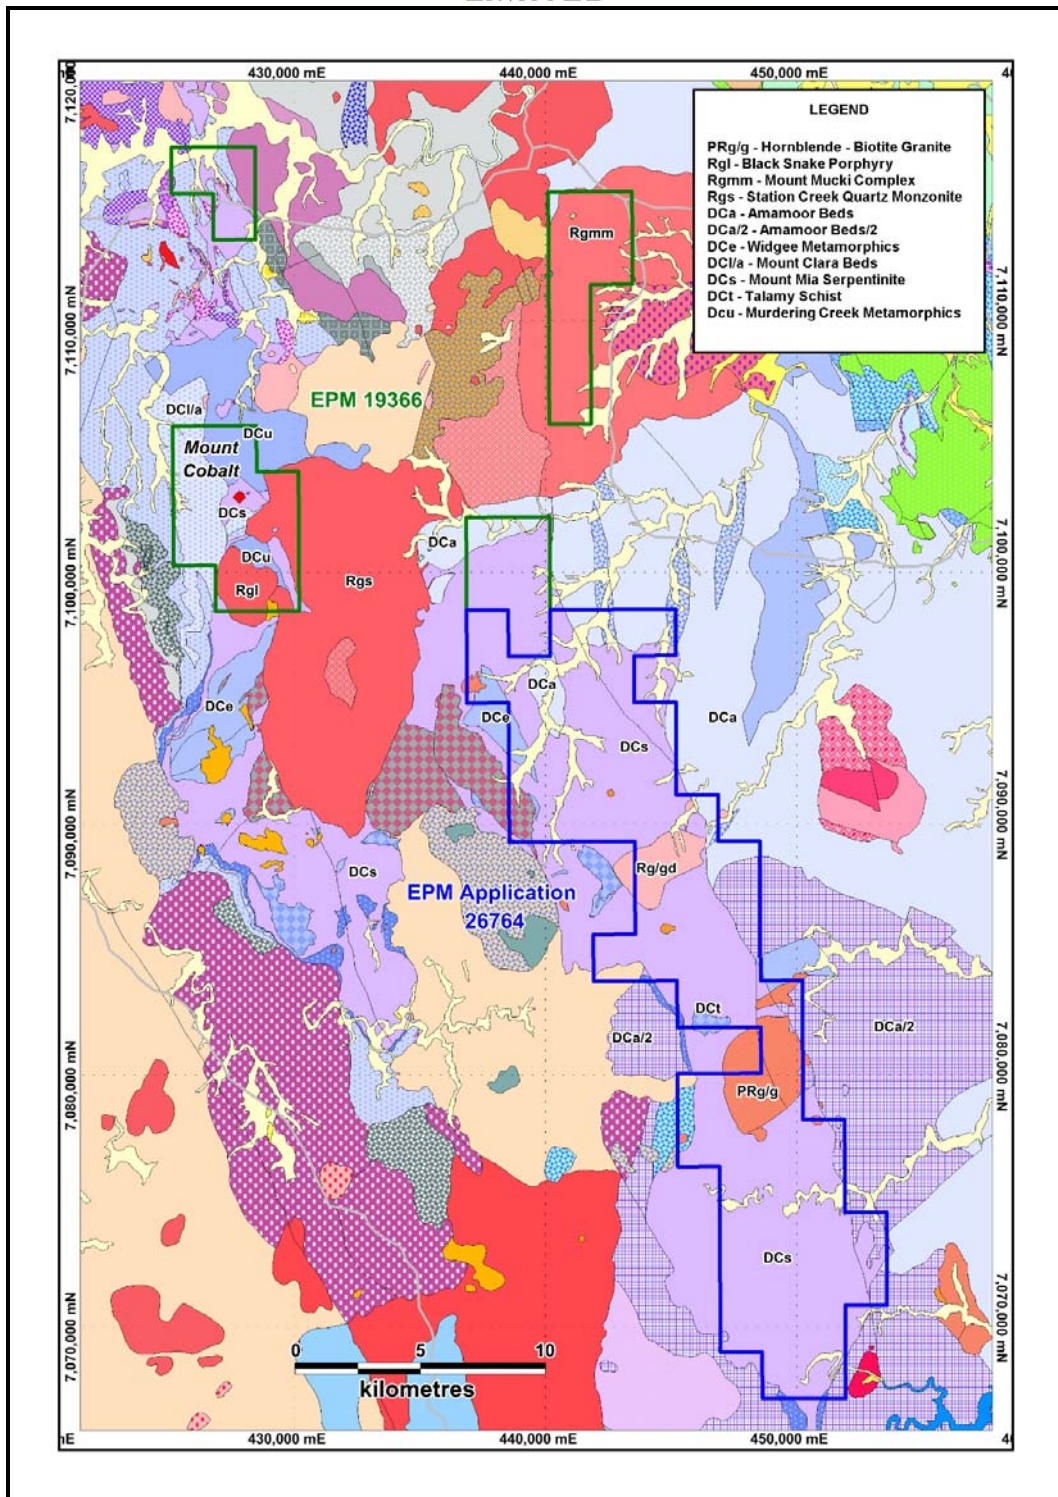 430,000 mE
440,000 mE
450,000 mE
7,120,000
LEGEND
PRg/g - Hornblende - Biotite Granite
Rgl - Black Snake Porphyry
Rgmm - Mount Mucki Complex
Rgs - Station Creek Quartz Monzonite
DCa - Amamoor Beds
DCa/2 - Amamoor Beds/2
DCe - Widgee Metamorphics
DCl/a - Mount Clara Beds
DCs - Mount Mia Serpentinite
DCt - Talamy Schist
Dcu - Murdering Creek Metamorphics
Rgmm
7,110,000 mN
7,110,000 mN
EPM 19366
DCl/a
DCu
Mount
Cobalt
DCs
DCa
DCu
Rgl
Rgs
7,100,000 mN
7,100,000 mN
DCa
DCe
DCe
DCa
DCs
7,090,000 mN
7,090,000 mN
DCs
Rg/gd
EPM Application
26764
DCt
DCa/2
DCa/2
7,080,000 mN
7,080,000 mN
PRg/g
DCs
7,070,000 mN
7,070,000 mN
0 5 10
kilometres
430,000 mE
440,000 mE
450,000 mE